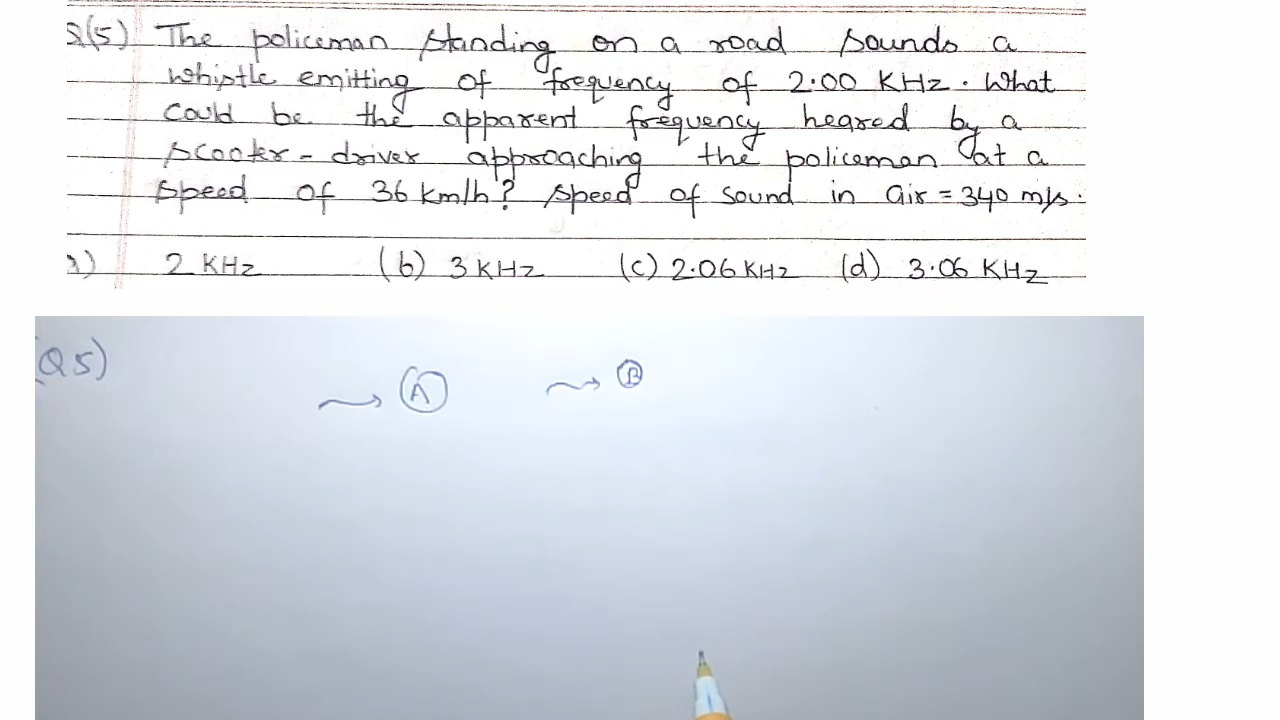 Q(5) The policeman standing on a road sounds a
whistle emitting of frequency of 2.00 KHz. What
could be the apparent frequency heared by a
scooter-driver approaching the policeman at a
speed of 36 Km/h? speed of sound in air = 340 m/s.
a) 2 KHz (b) 3 KHz (c) 2.06 KHz (d) 3.06 KHz
(Q5)
A B